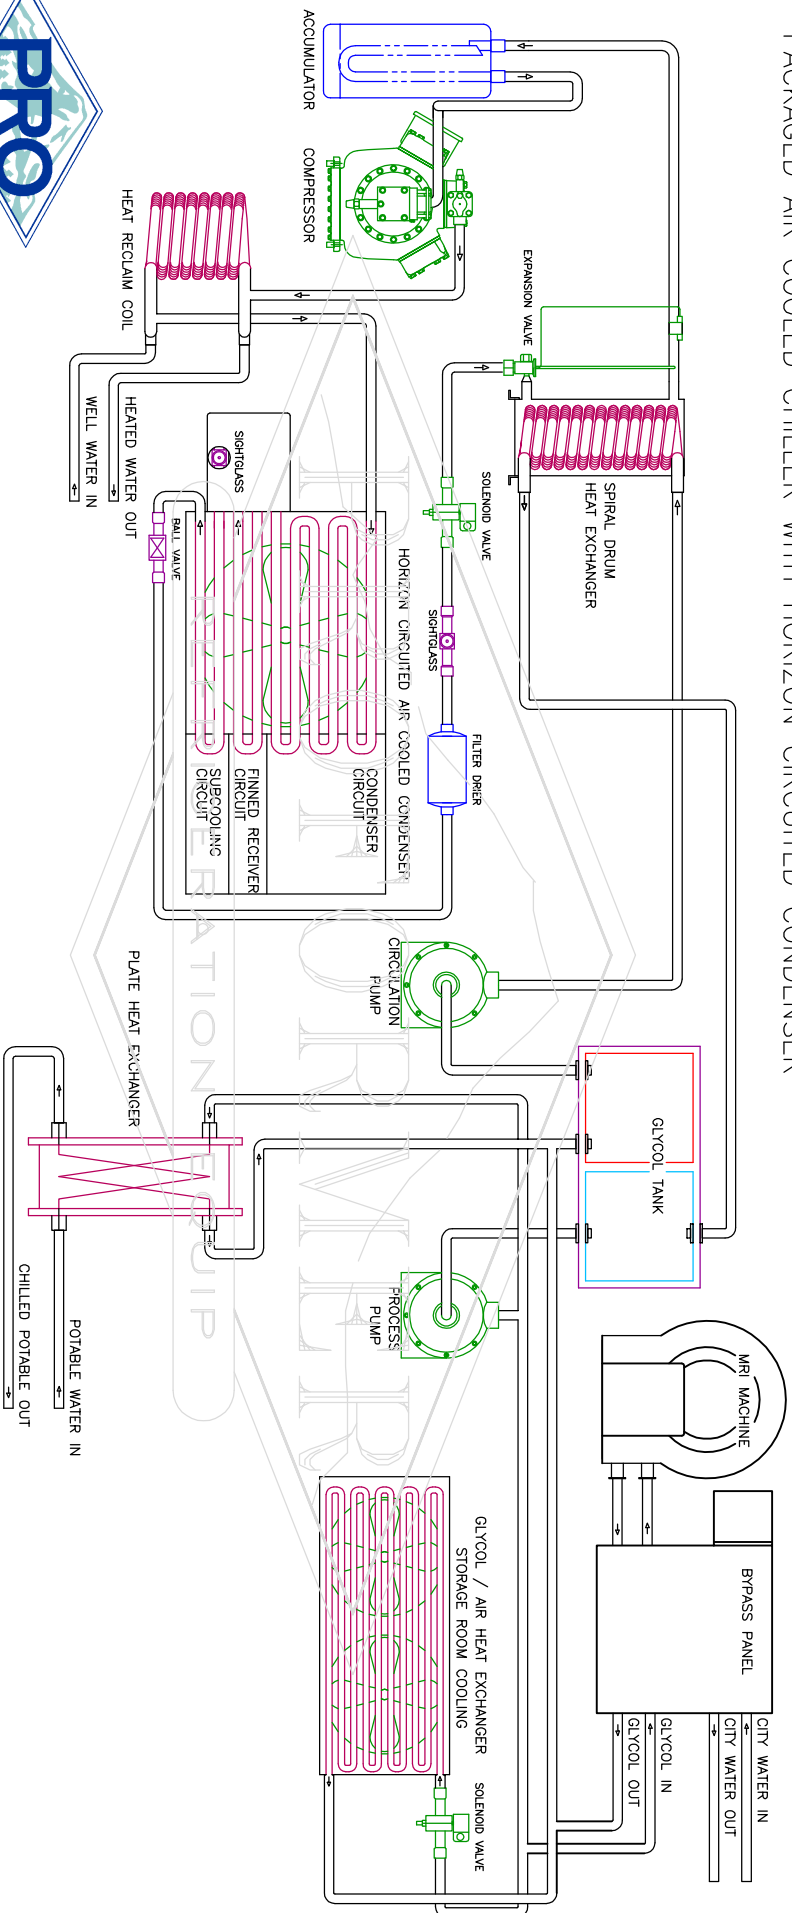 PACKAGED AIR COOLED CHILLER WITH HORIZON CIRCUITED CONDENSER
ACCUMULATOR
COMPRESSOR
HEAT RECLAIM COIL
WELL WATER IN
HEATED WATER OUT
EXPANSION VALVE
SPIRAL DRUM
HEAT EXCHANGER
SIGHTGLASS
BALL VALVE
SOLENOID VALVE
SIGHTGLASS
FILTER DRIER
HORIZON CIRCUITED AIR COOLED CONDENSER
CONDENSER
CIRCUIT
FINNED RECEIVER
CIRCUIT
SUBCOOLING
CIRCUIT
CIRCULATION
PUMP
PLATE HEAT EXCHANGER
GLYCOL TANK
PROCESS
PUMP
POTABLE WATER IN
CHILLED POTABLE OUT
MRI MACHINE
BYPASS PANEL
CITY WATER IN
CITY WATER OUT
GLYCOL IN
GLYCOL OUT
GLYCOL / AIR HEAT EXCHANGER
STORAGE ROOM COOLING
SOLENOID VALVE
PRO
REFRIGERATION EQUIP